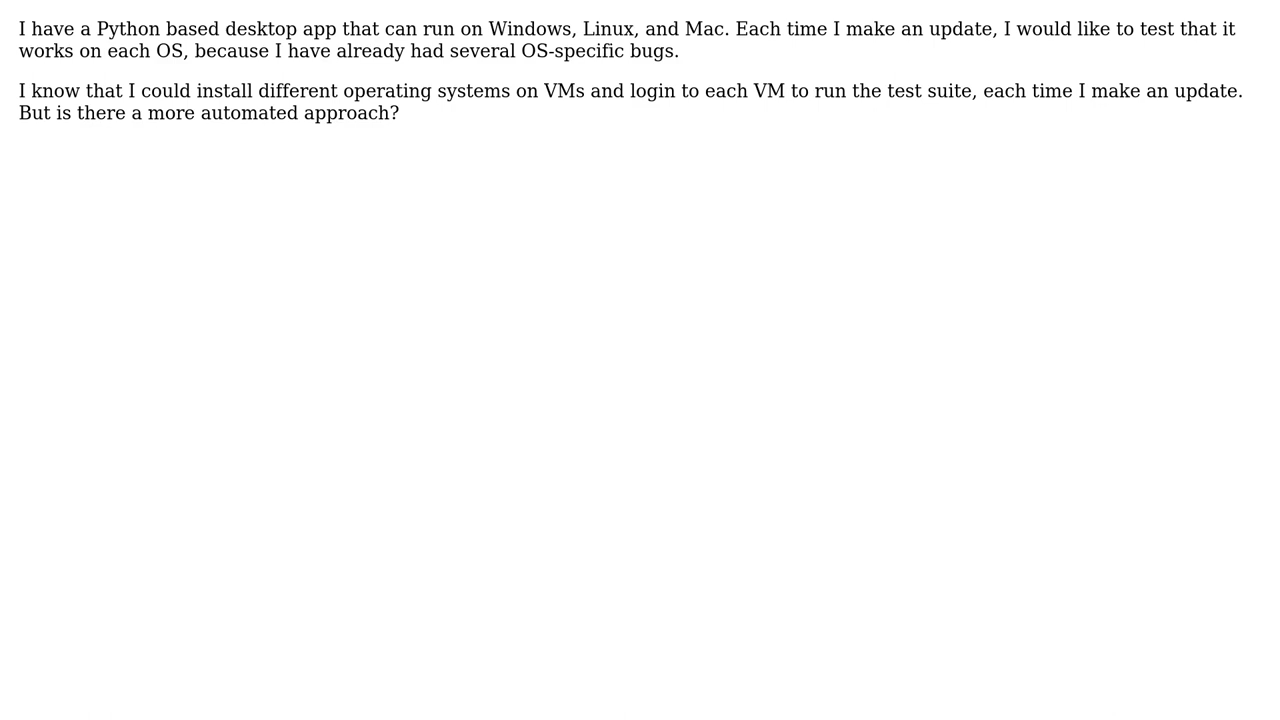 I have a Python based desktop app that can run on Windows, Linux, and Mac. Each time I make an update, I would like to test that it
works on each OS, because I have already had several OS-specific bugs.
I know that I could install different operating systems on VMs and login to each VM to run the test suite, each time I make an update.
But is there a more automated approach?